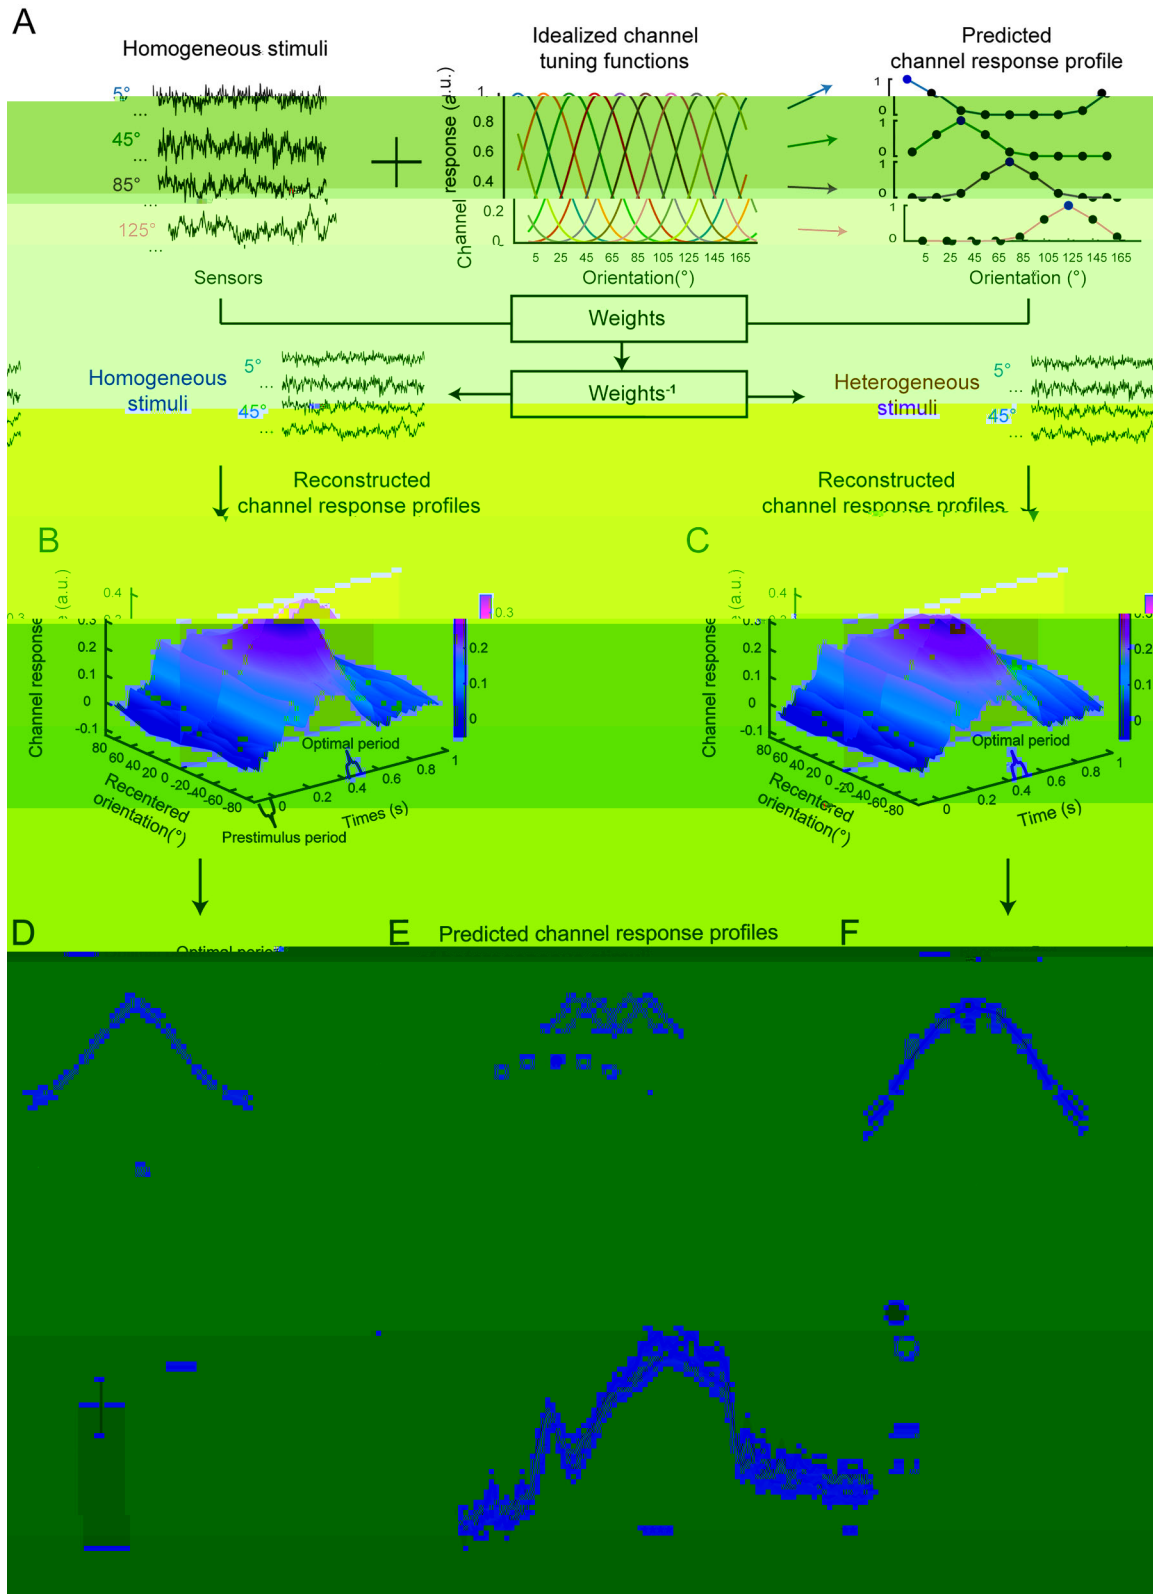 A
Homogeneous stimuli
Idealized channel
tuning functions
Predicted
channel response profile
5°
...
45°
...
85°
...
125°
...
Sensors
Channel response (a.u.)
1
0.8
0.6
0.4
0.2
0
5 25 45 65 85 105 125 145 165
Orientation(°)
1
0
1
0
1
0
1
0
5 25 45 65 85 105 125 145 165
Orientation (°)
Weights
Weights-1
Homogeneous
stimuli
5°
...
45°
...
Heterogeneous
stimuli
5°
...
45°
...
Reconstructed
channel response profiles
Reconstructed
channel response profiles
B
Channel response
(a.u.)
0.4
0.3
0.2
0.1
0
-0.1
80 60 40 20 0 -20 -40 -60 -80
Recentered
orientation(°)
0 0.2 0.4 0.6 0.8 1
Times (s)
Optimal period
Prestimulus period
0.3
0.2
0.1
0
C
Channel response
(a.u.)
0.4
0.3
0.2
0.1
0
-0.1
80 60 40 20 0 -20 -40 -60 -80
Recentered
orientation(°)
0 0.2 0.4 0.6 0.8 1
Time (s)
Optimal period
0.2
0.1
0
D
Optimal period
E
Predicted channel response profiles
F